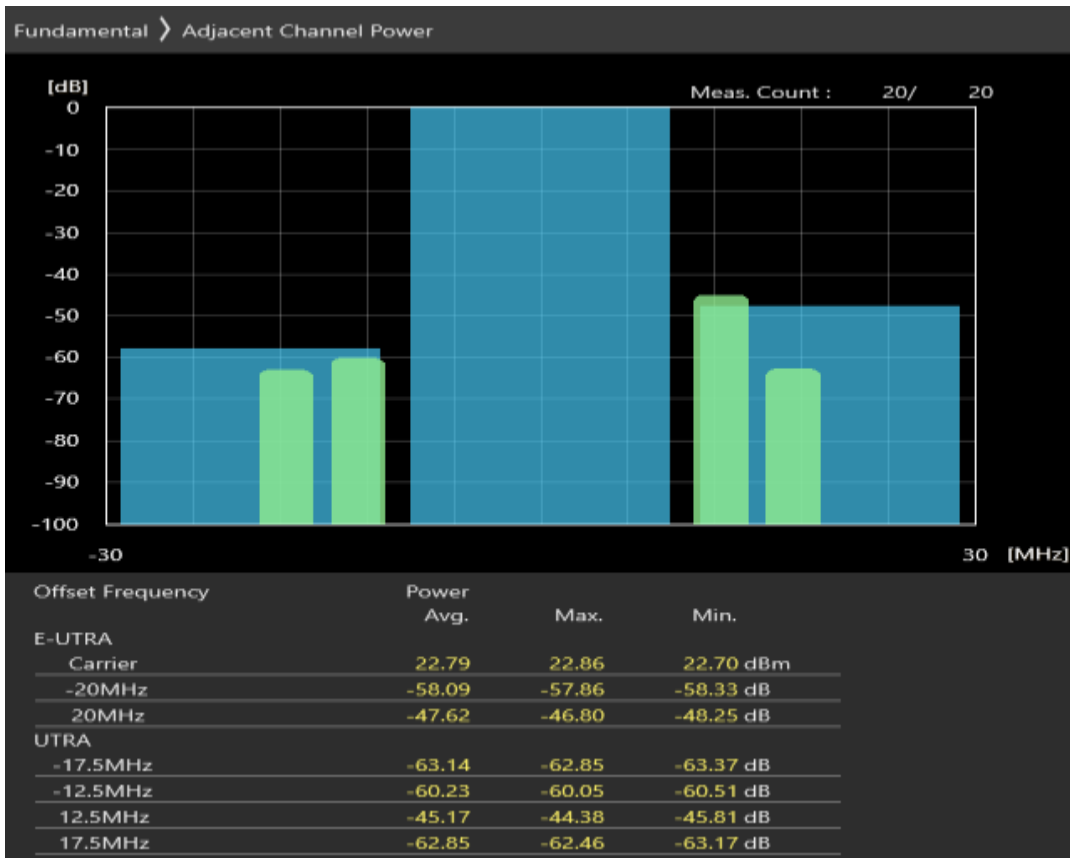 Fundamental 〉 Adjacent Channel Power
[dB]
Meas. Count : 20/ 20
0
-10
-20
-30
-40
-50
-60
-70
-80
-90
-100
-30 30 [MHz]
Offset Frequency Power
Avg. Max. Min.
E-UTRA
Carrier 22.79 22.86 22.70 dBm
-20MHz -58.09 -57.86 -58.33 dB
20MHz -47.62 -46.80 -48.25 dB
UTRA
-17.5MHz -63.14 -62.85 -63.37 dB
-12.5MHz -60.23 -60.05 -60.51 dB
12.5MHz -45.17 -44.38 -45.81 dB
17.5MHz -62.85 -62.46 -63.17 dB